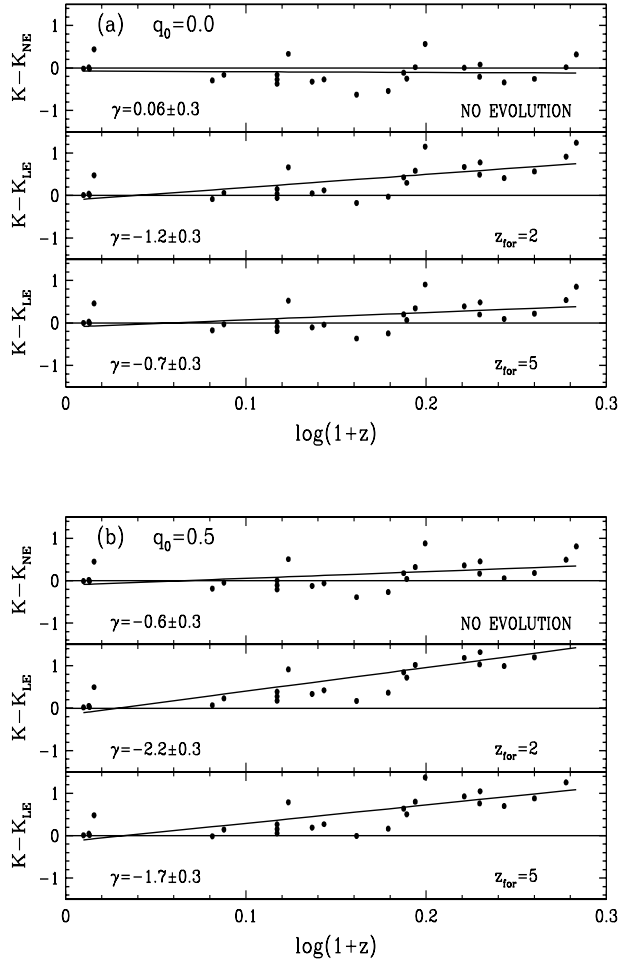 (a) q₀=0.0
K−K_NE
1
0
−1
γ=0.06±0.3 NO EVOLUTION
K−K_LE
1
0
−1
γ=−1.2±0.3 z_for=2
K−K_LE
1
0
−1
γ=−0.7±0.3 z_for=5
0 0.1 0.2 0.3
log(1+z)
(b) q₀=0.5
K−K_NE
1
0
−1
γ=−0.6±0.3 NO EVOLUTION
K−K_LE
1
0
−1
γ=−2.2±0.3 z_for=2
K−K_LE
1
0
−1
γ=−1.7±0.3 z_for=5
0 0.1 0.2 0.3
log(1+z)